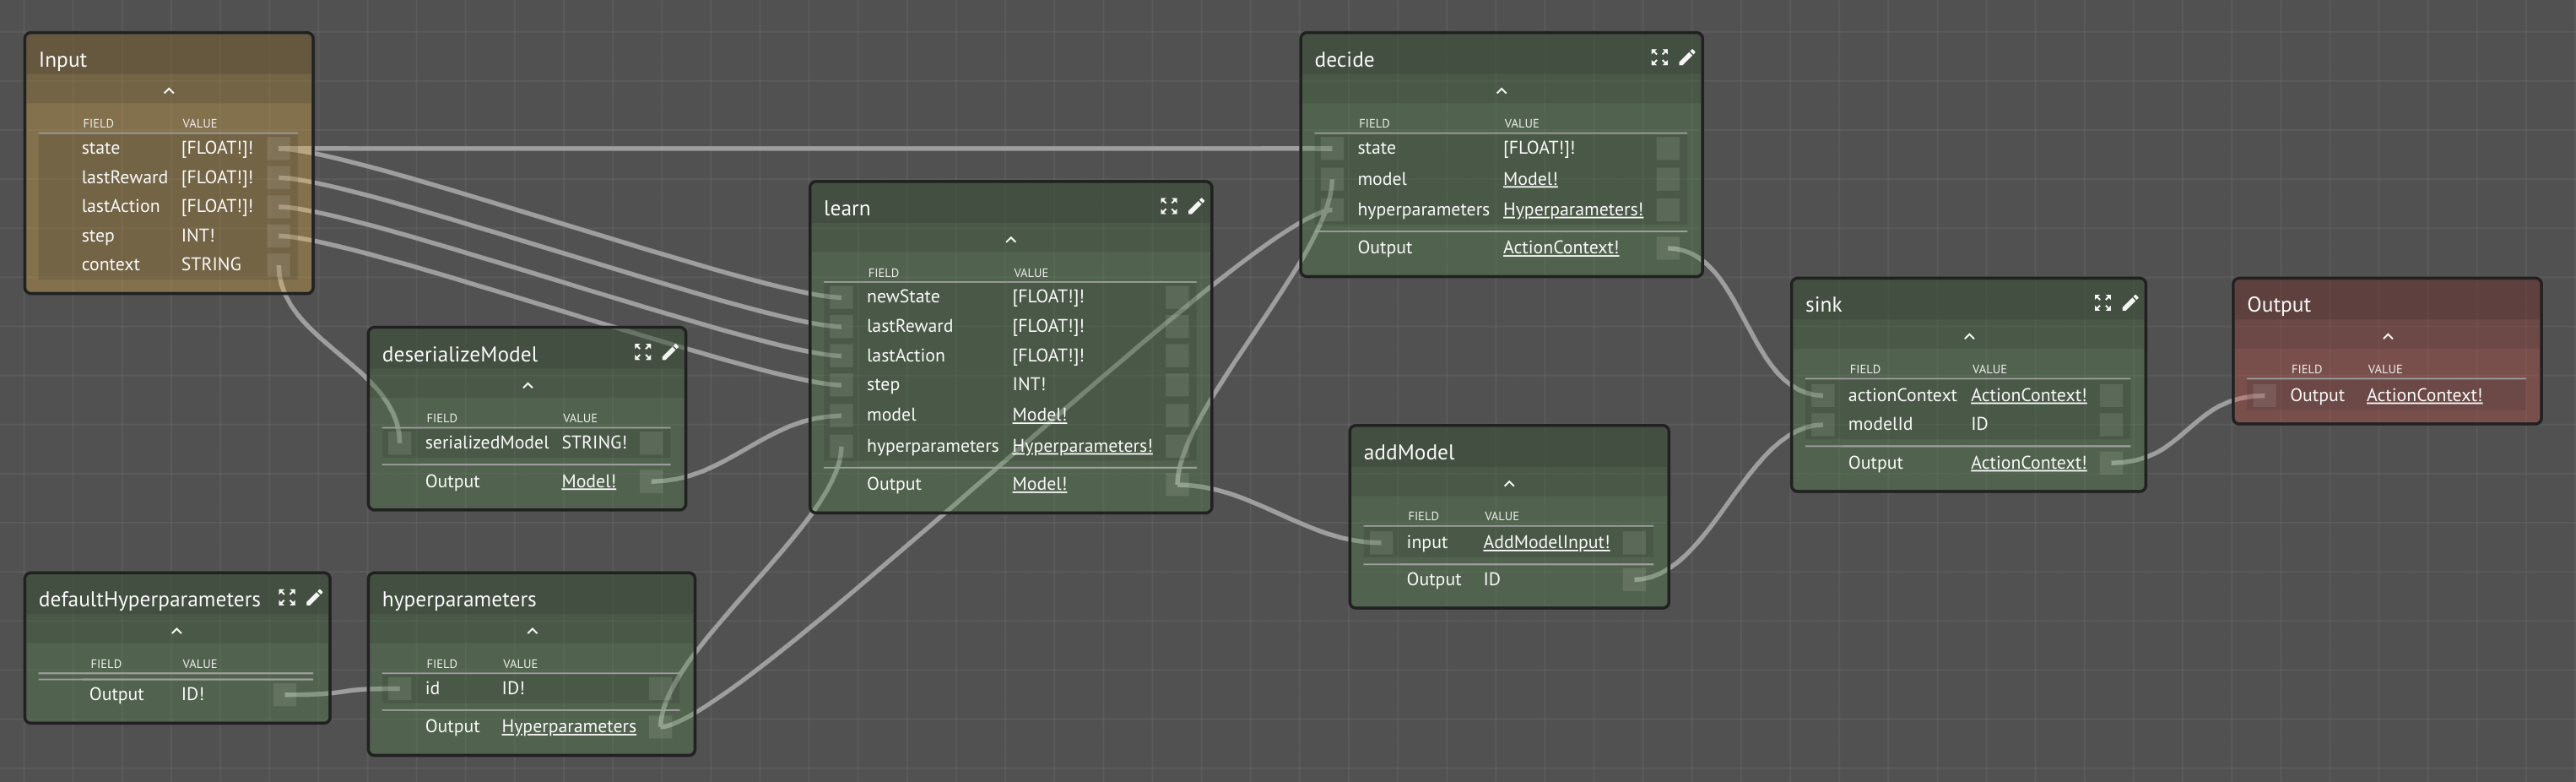 Input
FIELD VALUE
state [FLOAT!]!
lastReward [FLOAT!]!
lastAction [FLOAT!]!
step INT!
context STRING
deserializeModel
FIELD VALUE
serializedModel STRING!
Output Model!
defaultHyperparameters
FIELD VALUE
Output ID!
hyperparameters
FIELD VALUE
id ID!
Output Hyperparameters
learn
FIELD VALUE
newState [FLOAT!]!
lastReward [FLOAT!]!
lastAction [FLOAT!]!
step INT!
model Model!
hyperparameters Hyperparameters!
Output Model!
decide
FIELD VALUE
state [FLOAT!]!
model Model!
hyperparameters Hyperparameters!
Output ActionContext!
addModel
FIELD VALUE
input AddModelInput!
Output ID
sink
FIELD VALUE
actionContext ActionContext!
modelId ID
Output ActionContext!
Output
FIELD VALUE
Output ActionContext!